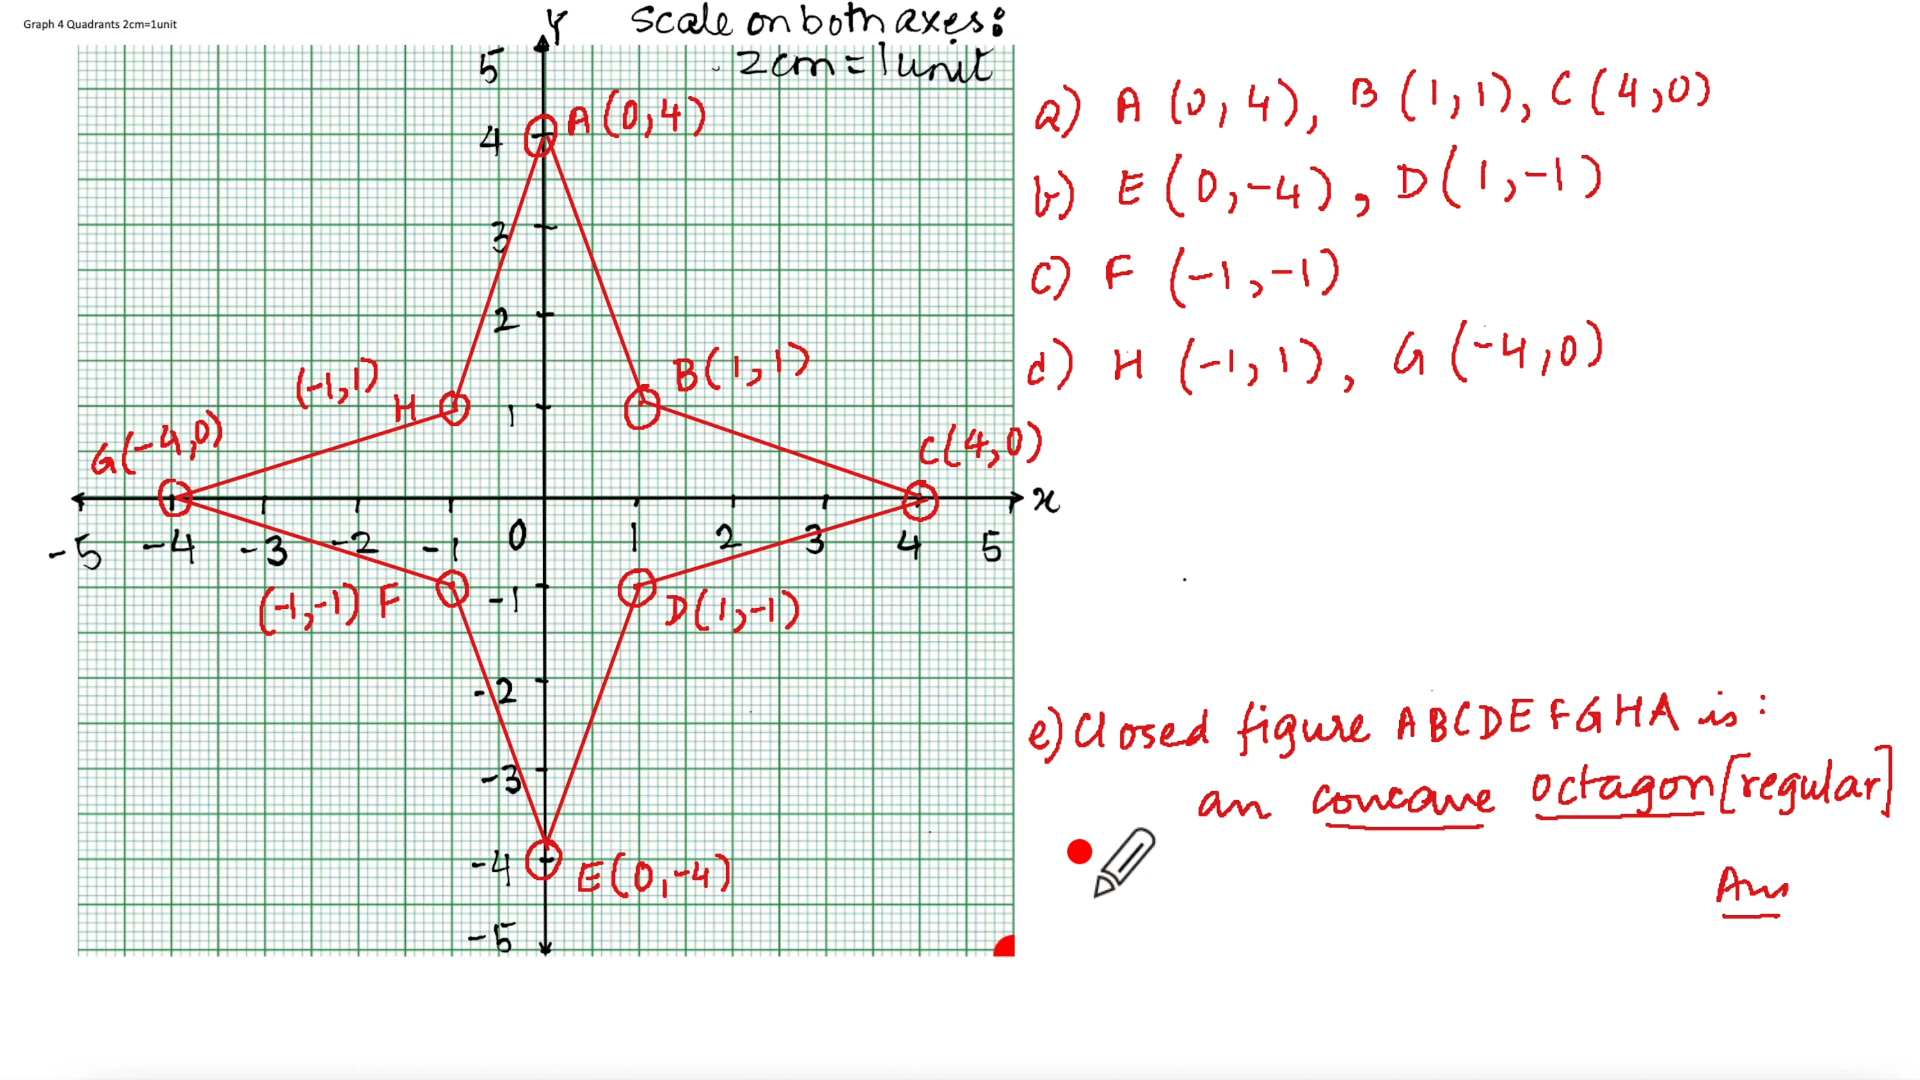 Graph 4 Quadrants 2cm=1unit
Scale on both axes:
2cm = 1 unit
Y
5
A (0,4)
4
3
2
B(1,1)
(-1,1)
H
1
G(-4,0)
C(4,0)
x
-5 -4 -3 -2 -1 0 1 2 3 4 5
(-1,-1) F
-1
D(1,-1)
-2
-3
-4
E(0,-4)
-5
a) A (0, 4), B (1,1), C (4,0)
b) E (0,-4), D(1,-1)
c) F (-1,-1)
d) H (-1,1), G (-4,0)
e) Closed figure ABCDEFGHA is:
an concave octagon [regular]
Ans